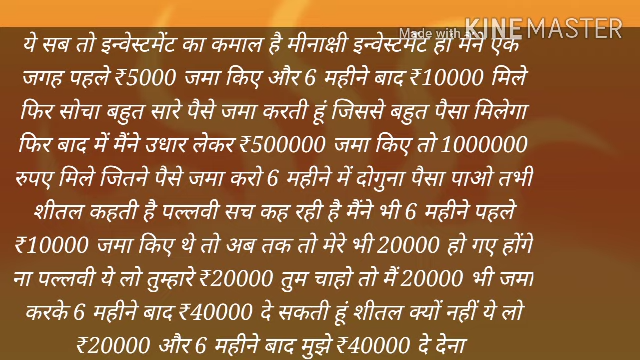 Made with KINEMASTER
ये सब तो इन्वेस्टमेंट का कमाल है मीनाक्षी इन्वेस्टमेंट हां मैंने एक
जगह पहले ₹5000 जमा किए और 6 महीने बाद ₹10000 मिले
फिर सोचा बहुत सारे पैसे जमा करती हूं जिससे बहुत पैसा मिलेगा
फिर बाद में मैंने उधार लेकर ₹500000 जमा किए तो 1000000
रुपए मिले जितने पैसे जमा करो 6 महीने में दोगुना पैसा पाओ तभी
शीतल कहती है पल्लवी सच कह रही है मैंने भी 6 महीने पहले
₹10000 जमा किए थे तो अब तक तो मेरे भी 20000 हो गए होंगे
ना पल्लवी ये लो तुम्हारे ₹20000 तुम चाहो तो मैं 20000 भी जमा
करके 6 महीने बाद ₹40000 दे सकती हूं शीतल क्यों नहीं ये लो
₹20000 और 6 महीने बाद मुझे ₹40000 दे देना